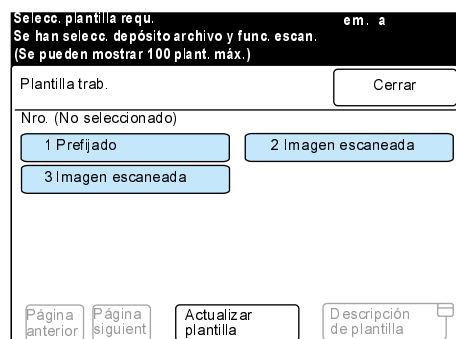 Selecc. plantilla requ. em. a
Se han selecc. depósito archivo y func. escan.
(Se pueden mostrar 100 plant. máx.)
Plantilla trab. Cerrar
Nro. (No seleccionado)
1 Prefijado 2 Imagen escaneada
3 Imagen escaneada
Página anterior
Página siguient
Actualizar plantilla
Descripción de plantilla